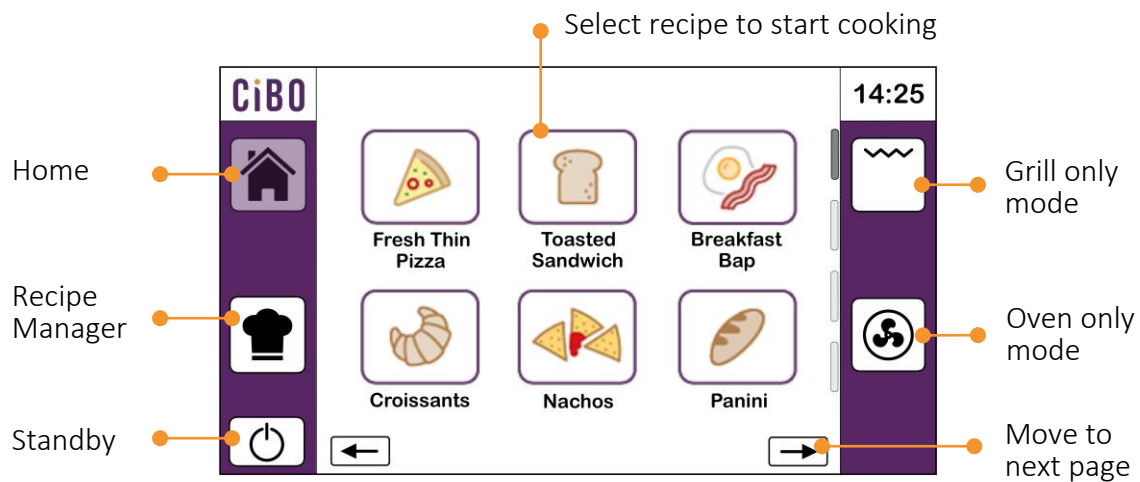 Select recipe to start cooking
CiBO
14:25
Home
Grill only
mode
Fresh Thin
Pizza
Toasted
Sandwich
Breakfast
Bap
Recipe
Manager
Oven only
mode
Croissants
Nachos
Panini
Standby
Move to
next page